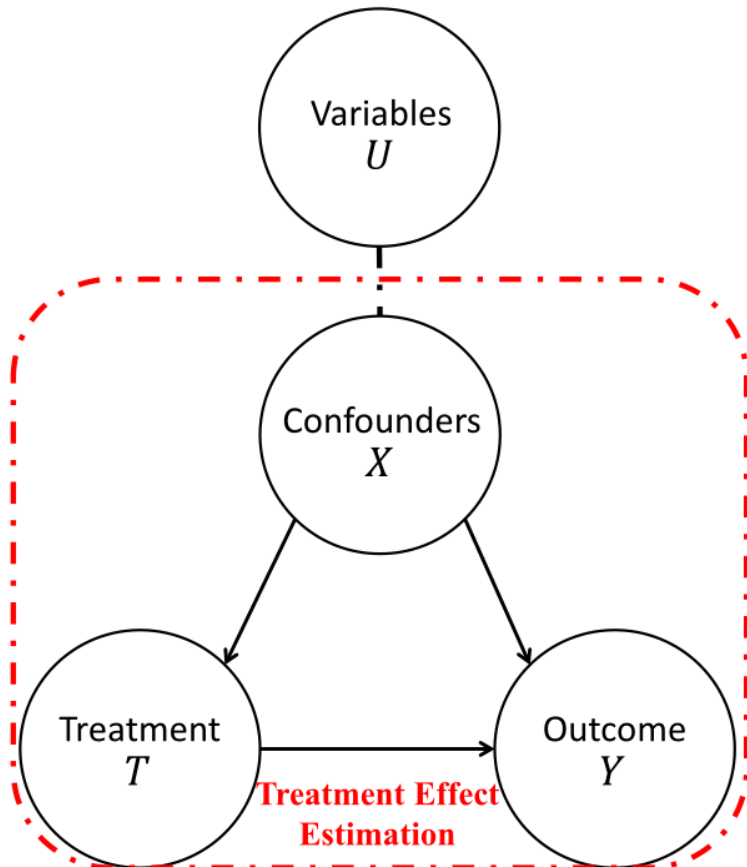 Variables
U
Confounders
X
Treatment
T
Outcome
Y
Treatment Effect
Estimation